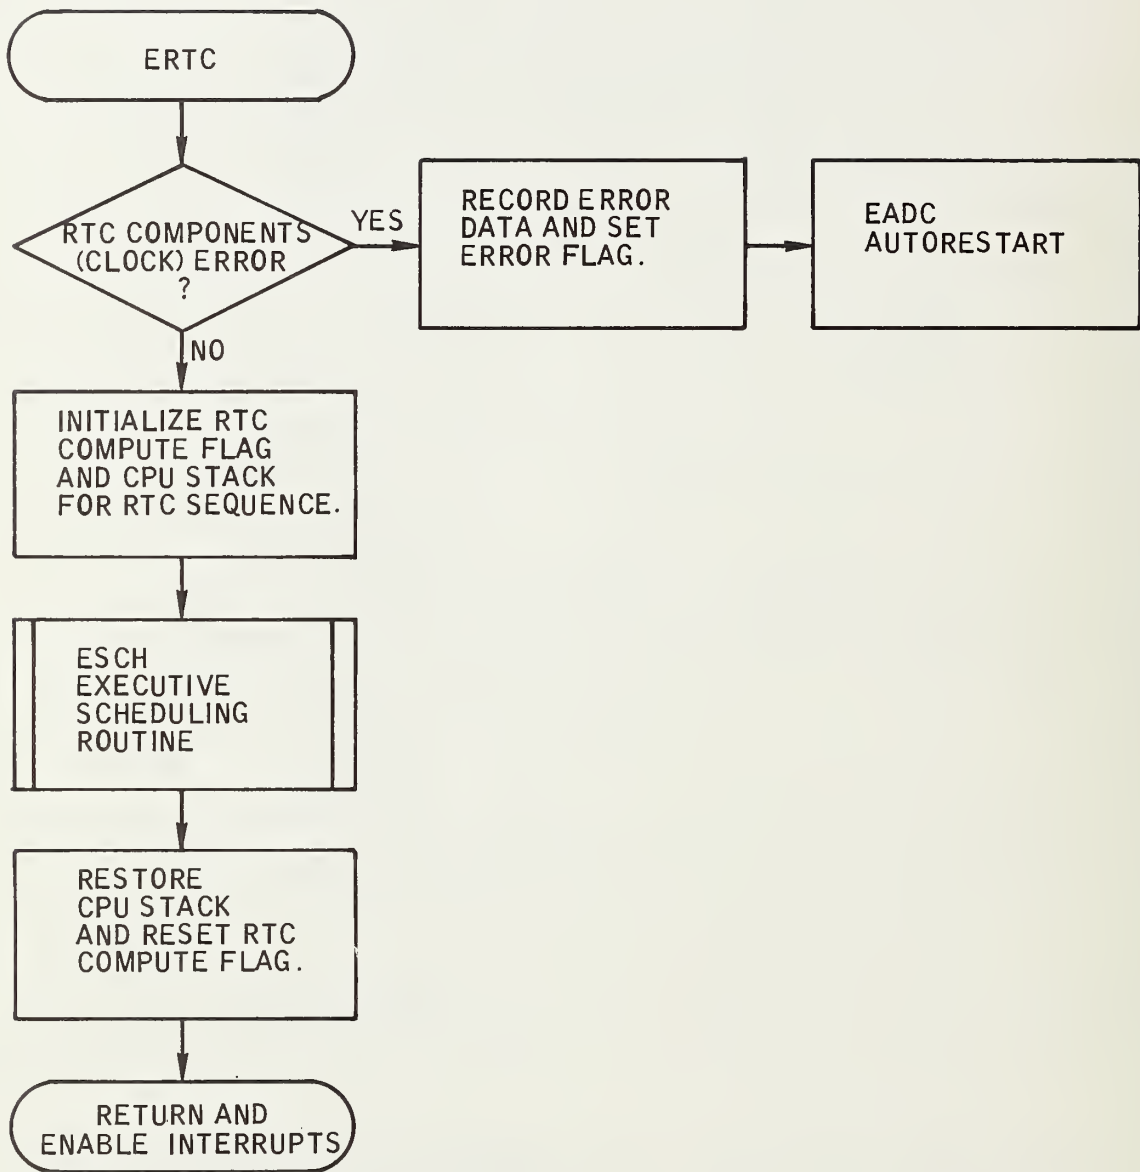 ERTC
RTC COMPONENTS
(CLOCK) ERROR
?
YES
RECORD ERROR
DATA AND SET
ERROR FLAG.
EADC
AUTORESTART
NO
INITIALIZE RTC
COMPUTE FLAG
AND CPU STACK
FOR RTC SEQUENCE.
ESCH
EXECUTIVE
SCHEDULING
ROUTINE
RESTORE
CPU STACK
AND RESET RTC
COMPUTE FLAG.
RETURN AND
ENABLE INTERRUPTS